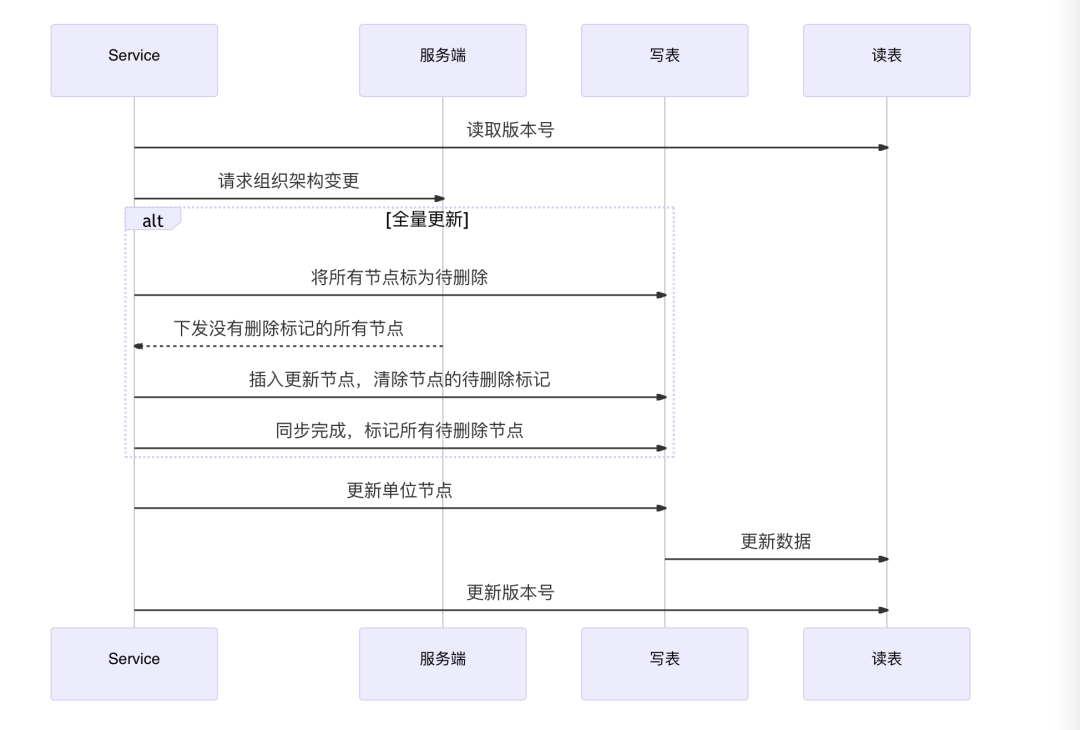 Service 服务端 写表 读表
读取版本号
请求组织架构变更
alt [全量更新]
将所有节点标为待删除
下发没有删除标记的所有节点
插入更新节点，清除节点的待删除标记
同步完成，标记所有待删除节点
更新单位节点
更新数据
更新版本号
Service 服务端 写表 读表